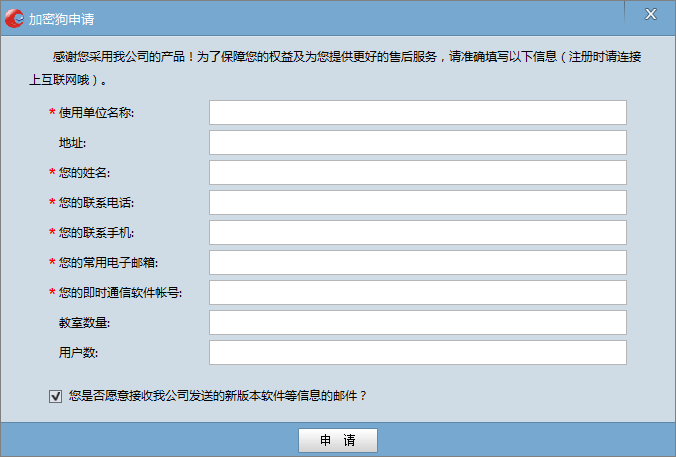 加密狗申请
感谢您采用我公司的产品！为了保障您的权益及为您提供更好的售后服务，请准确填写以下信息（注册时请连接
上互联网哦）。
* 使用单位名称:
地址:
* 您的姓名:
* 您的联系电话:
* 您的联系手机:
* 您的常用电子邮箱:
* 您的即时通信软件帐号:
教室数量:
用户数:
您是否愿意接收我公司发送的新版本软件等信息的邮件？
申 请